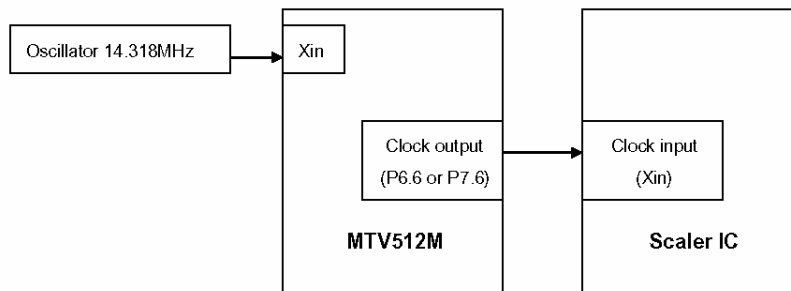 Oscillator 14.318MHz
Xin
Clock output
(P6.6 or P7.6)
MTV512M
Clock input
(Xin)
Scaler IC